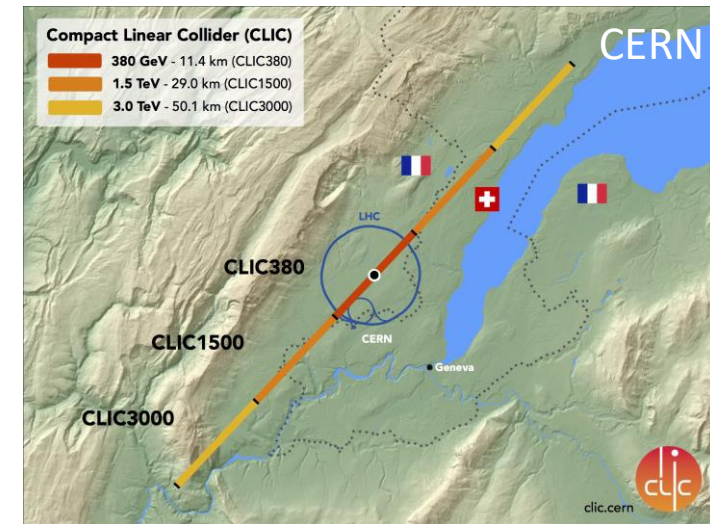 Compact Linear Collider (CLIC)
380 GeV - 11.4 km (CLIC380)
1.5 TeV - 29.0 km (CLIC1500)
3.0 TeV - 50.1 km (CLIC3000)
CERN
LHC
CLIC380
CERN
CLIC1500
Geneva
CLIC3000
clic
clic.cern